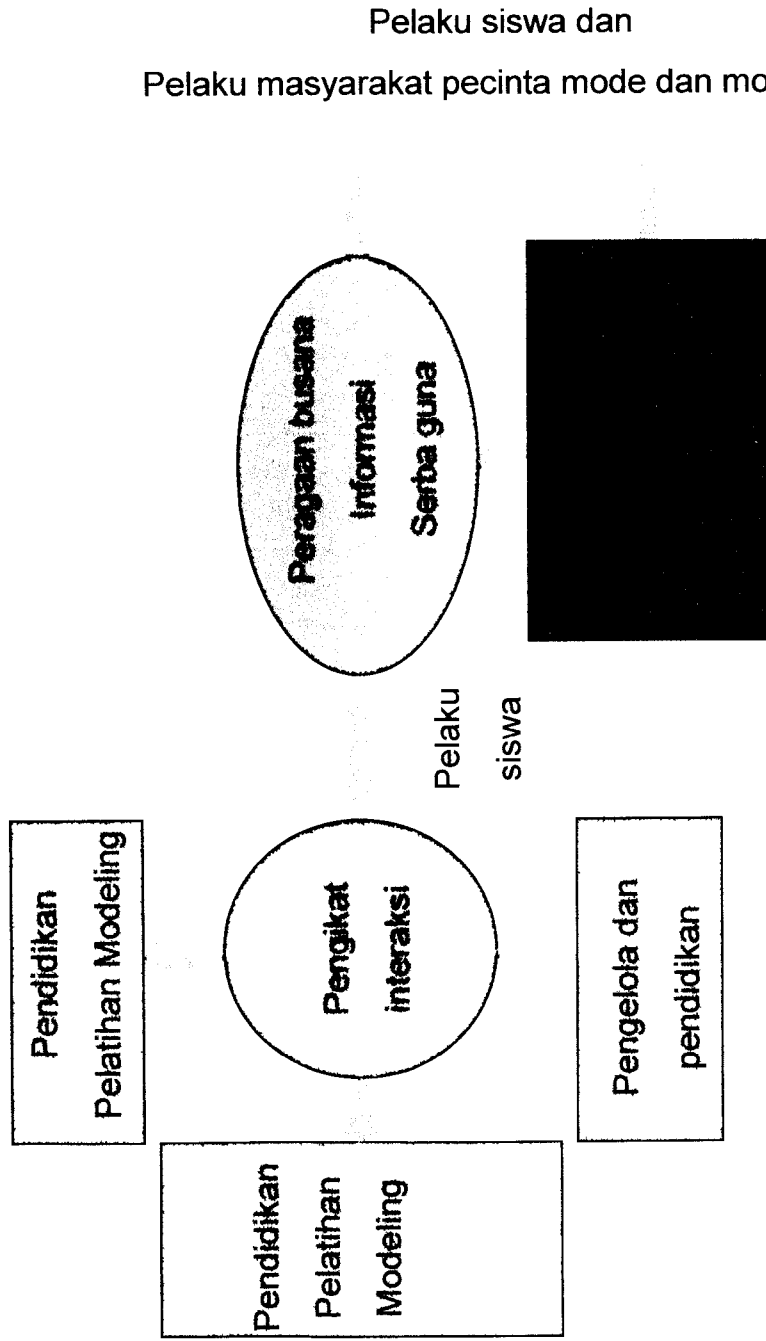 Pelaku siswa dan
Pelaku masyarakat pecinta mode dan mo
Peragaan busana
Informasi
Serba guna
Pelaku
siswa
Pendidikan
Pelatihan Modeling
Pengikat
interaksi
Pengelola dan
pendidikan
Pendidikan
Pelatihan
Modeling